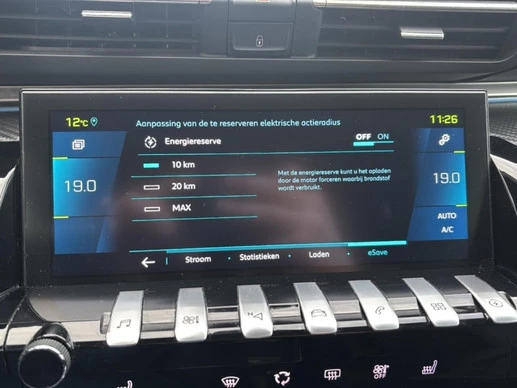 12°C
Aanpassing van de te reserveren elektrische actieradius
11:26
Energiereserve
OFF ON
10 km
19.0
20 km
MAX
Met de energiereserve kunt u het opladen
door de motor forceren waarbij brandstof
wordt verbruikt.
19.0
AUTO
A/C
Stroom
Statistieken
Laden
eSave
OFF